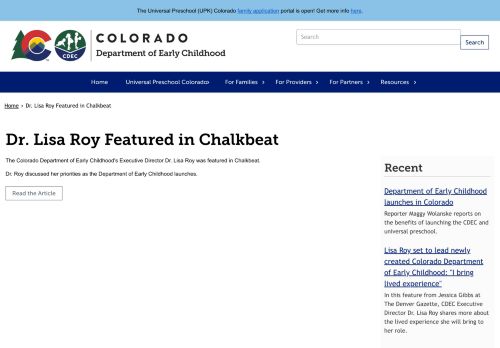 The Universal Preschool (UPK) Colorado family application portal is open! Get more info here.
COLORADO
Department of Early Childhood
CDEC
Search
Search
Home
Universal Preschool Colorado
For Families
For Providers
For Partners
Resources
Home › Dr. Lisa Roy Featured in Chalkbeat
Dr. Lisa Roy Featured in Chalkbeat
The Colorado Department of Early Childhood's Executive Director Dr. Lisa Roy was featured in Chalkbeat.
Dr. Roy discussed her priorities as the Department of Early Childhood launches.
Read the Article
Recent
Department of Early Childhood
launches in Colorado
Reporter Maggy Wolanske reports on
the benefits of launching the CDEC and
universal preschool.
Lisa Roy set to lead newly
created Colorado Department
of Early Childhood: "I bring
lived experience"
In this feature from Jessica Gibbs at
The Denver Gazette, CDEC Executive
Director Dr. Lisa Roy shares more about
the lived experience she will bring to
her role.